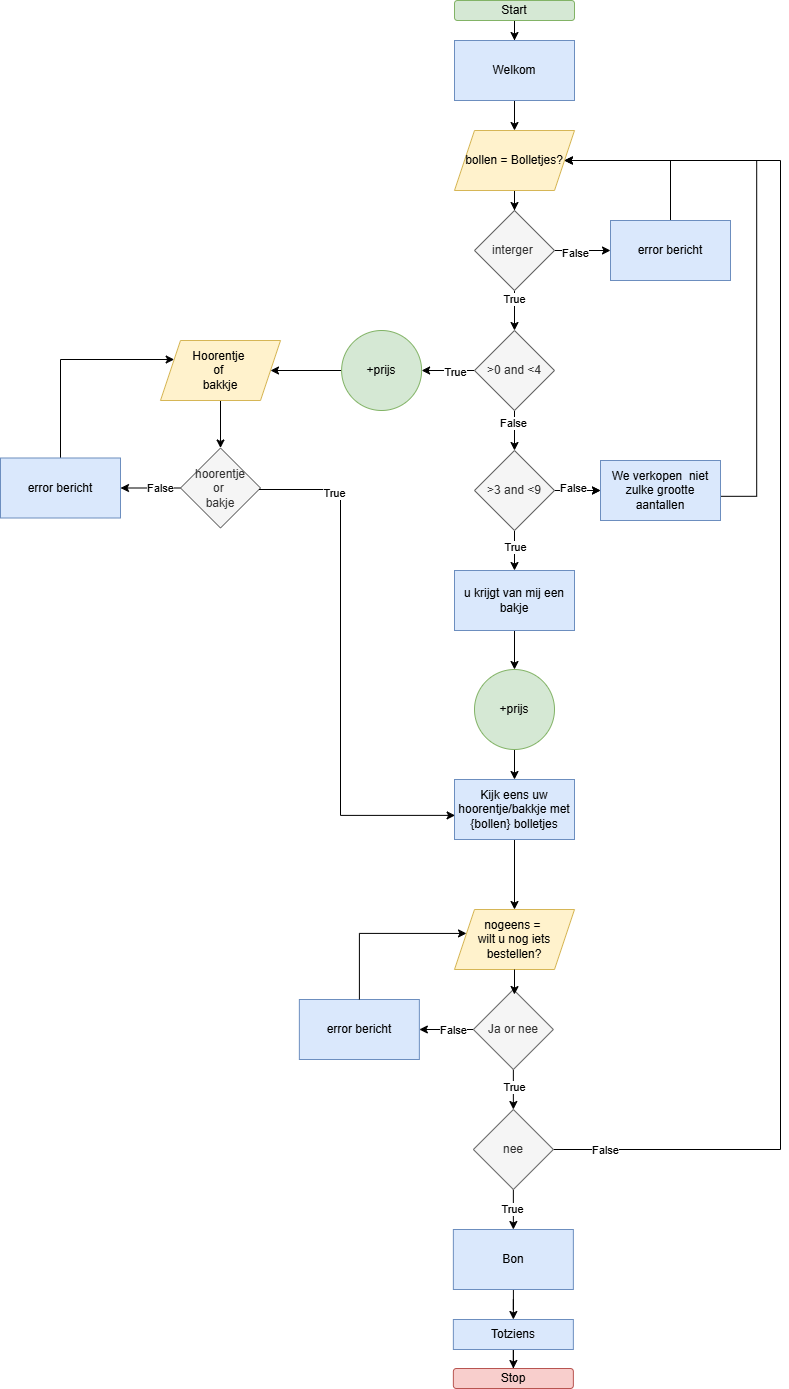 Start
Welkom
bollen = Bolletjes?
interger
False
error bericht
True
>0 and <4
True
+prijs
Hoorentje
of
bakkje
False
hoorentje
or
bakje
False
error bericht
True
>3 and <9
False
We verkopen  niet
zulke grootte
aantallen
True
u krijgt van mij een
bakje
+prijs
Kijk eens uw
hoorentje/bakkje met
{bollen} bolletjes
nogeens =
wilt u nog iets
bestellen?
Ja or nee
False
error bericht
True
nee
False
True
Bon
Totziens
Stop